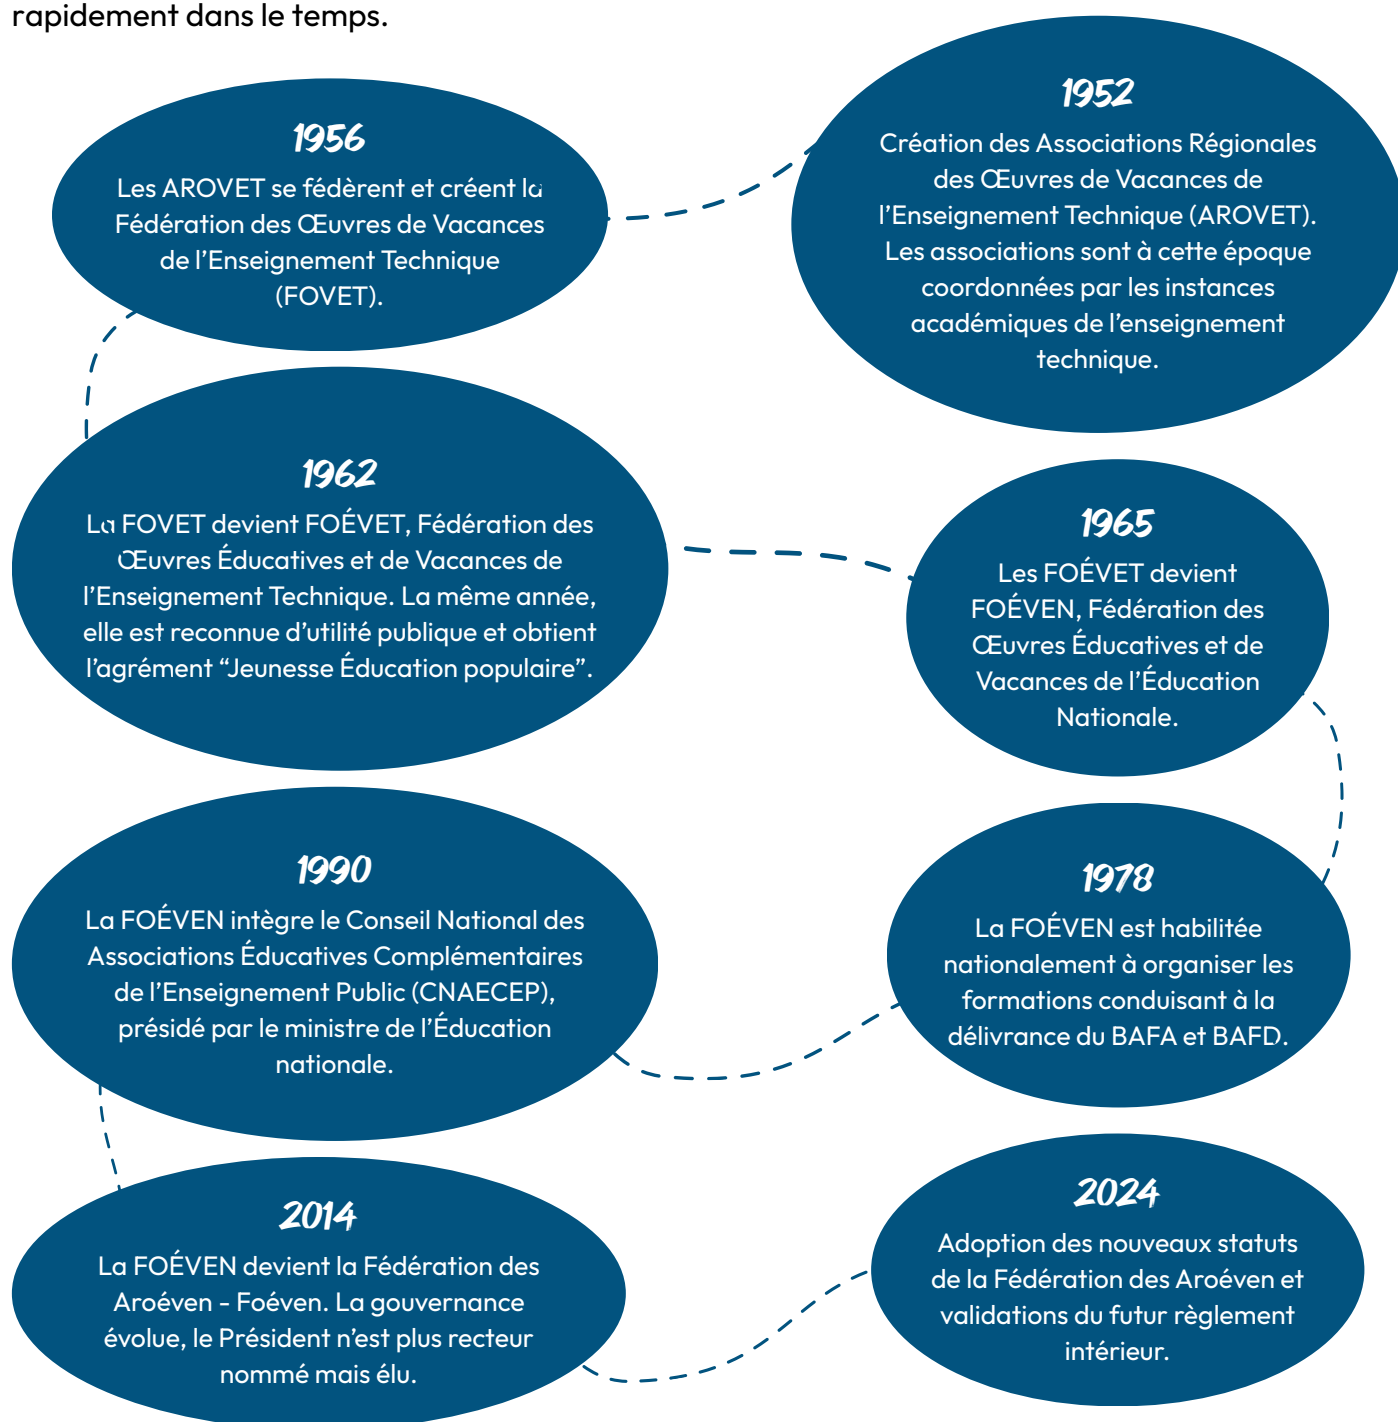 rapidement dans le temps.
1952
Création des Associations Régionales
des Œuvres de Vacances de
l'Enseignement Technique (AROVET).
Les associations sont à cette époque
coordonnées par les instances
académiques de l'enseignement
technique.
1956
Les AROVET se fédèrent et créent la
Fédération des Œuvres de Vacances
de l'Enseignement Technique
(FOVET).
1962
La FOVET devient FOÉVET, Fédération des
Œuvres Éducatives et de Vacances de
l'Enseignement Technique. La même année,
elle est reconnue d'utilité publique et obtient
l'agrément “Jeunesse Éducation populaire”.
1965
Les FOÉVET devient
FOÉVEN, Fédération des
Œuvres Éducatives et de
Vacances de l'Éducation
Nationale.
1978
La FOÉVEN est habilitée
nationalement à organiser les
formations conduisant à la
délivrance du BAFA et BAFD.
1990
La FOÉVEN intègre le Conseil National des
Associations Éducatives Complémentaires
de l'Enseignement Public (CNAECEP),
présidé par le ministre de l'Éducation
nationale.
2014
La FOÉVEN devient la Fédération des
Aroéven - Foéven. La gouvernance
évolue, le Président n'est plus recteur
nommé mais élu.
2024
Adoption des nouveaux statuts
de la Fédération des Aroéven et
validations du futur règlement
intérieur.